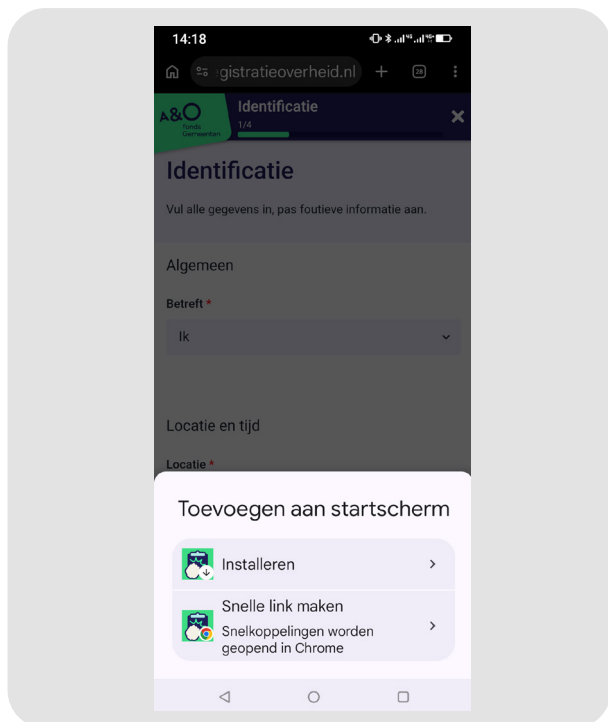 14:18
gistratieoverheid.nl
28
A&O
fonds
Gemeenten
Identificatie
1/4
Identificatie
Vul alle gegevens in, pas foutieve informatie aan.
Algemeen
Betreft *
Ik
Locatie en tijd
Locatie *
Toevoegen aan startscherm
Installeren
Snelle link maken
Snelkoppelingen worden
geopend in Chrome